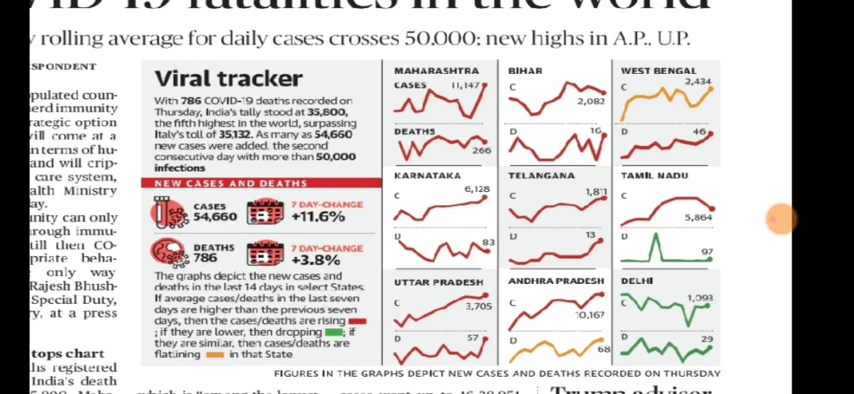 rolling average for daily cases crosses 50,000; new highs in A.P., U.P.
opulated coun-
immunity
option
will come at a
in terms of hu-
and will crip-
care system,
Ministry
can only
immu-
till then CO-
beha-
only way
Rajesh Bhush-
Special Duty,
at a press
tops chart
registered
India's death
Viral tracker
With 786 COVID-19 deaths recorded on
Thursday, India's tally stood at 35,800,
the fifth highest in the world, surpassing
Italy's toll of 35,132. As many as 54,660
new cases were added, the second
consecutive day with more than 50,000
infections
NEW CASES AND DEATHS
CASES
54,660
7 DAY-CHANGE
+11.6%
DEATHS
786
7 DAY-CHANGE
+3.8%
The graphs depict the new cases and
deaths in the last 14 days in select States.
If average cases/deaths in the last seven
days are higher than the previous seven
days, then the cases/deaths are rising
; if they are lower, then dropping ; if
they are similar, then cases/deaths are
flatlining in that State
MAHARASHTRA
CASES 11,147
DEATHS
266
BIHAR
C
2,082
D
16
WEST BENGAL
C
2,434
D
46
KARNATAKA
C
6,128
D
83
TELANGANA
C
1,811
D
13
TAMIL NADU
C
5,864
D
97
UTTAR PRADESH
C
3,705
D
57
ANDHRA PRADESH
C
10,167
D
68
DELHI
C
1,093
D
29
FIGURES IN THE GRAPHS DEPICT NEW CASES AND DEATHS RECORDED ON THURSDAY
Trump advisor